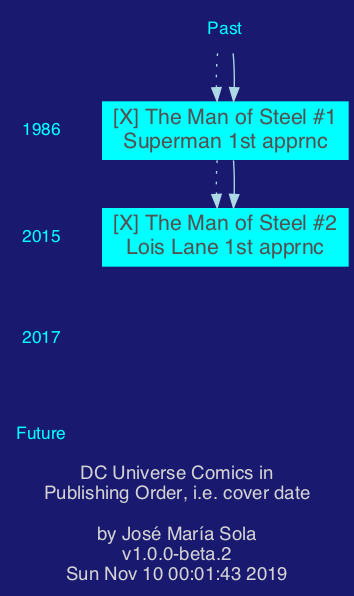 Past
1986
[X] The Man of Steel #1
Superman 1st apprnc
2015
[X] The Man of Steel #2
Lois Lane 1st apprnc
2017
Future
DC Universe Comics in
Publishing Order, i.e. cover date
by José María Sola
v1.0.0-beta.2
Sun Nov 10 00:01:43 2019